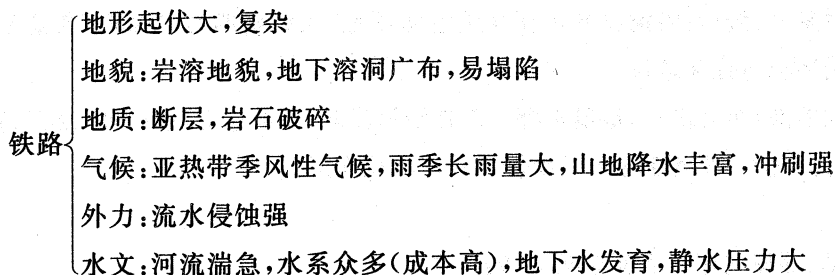 地形起伏大,复杂
地貌:岩溶地貌,地下溶洞广布,易塌陷
地质:断层,岩石破碎
铁路
气候:亚热带季风性气候,雨季长雨量大,山地降水丰富,冲刷强
外力:流水侵蚀强
水文:河流湍急,水系众多(成本高),地下水发育,静水压力大